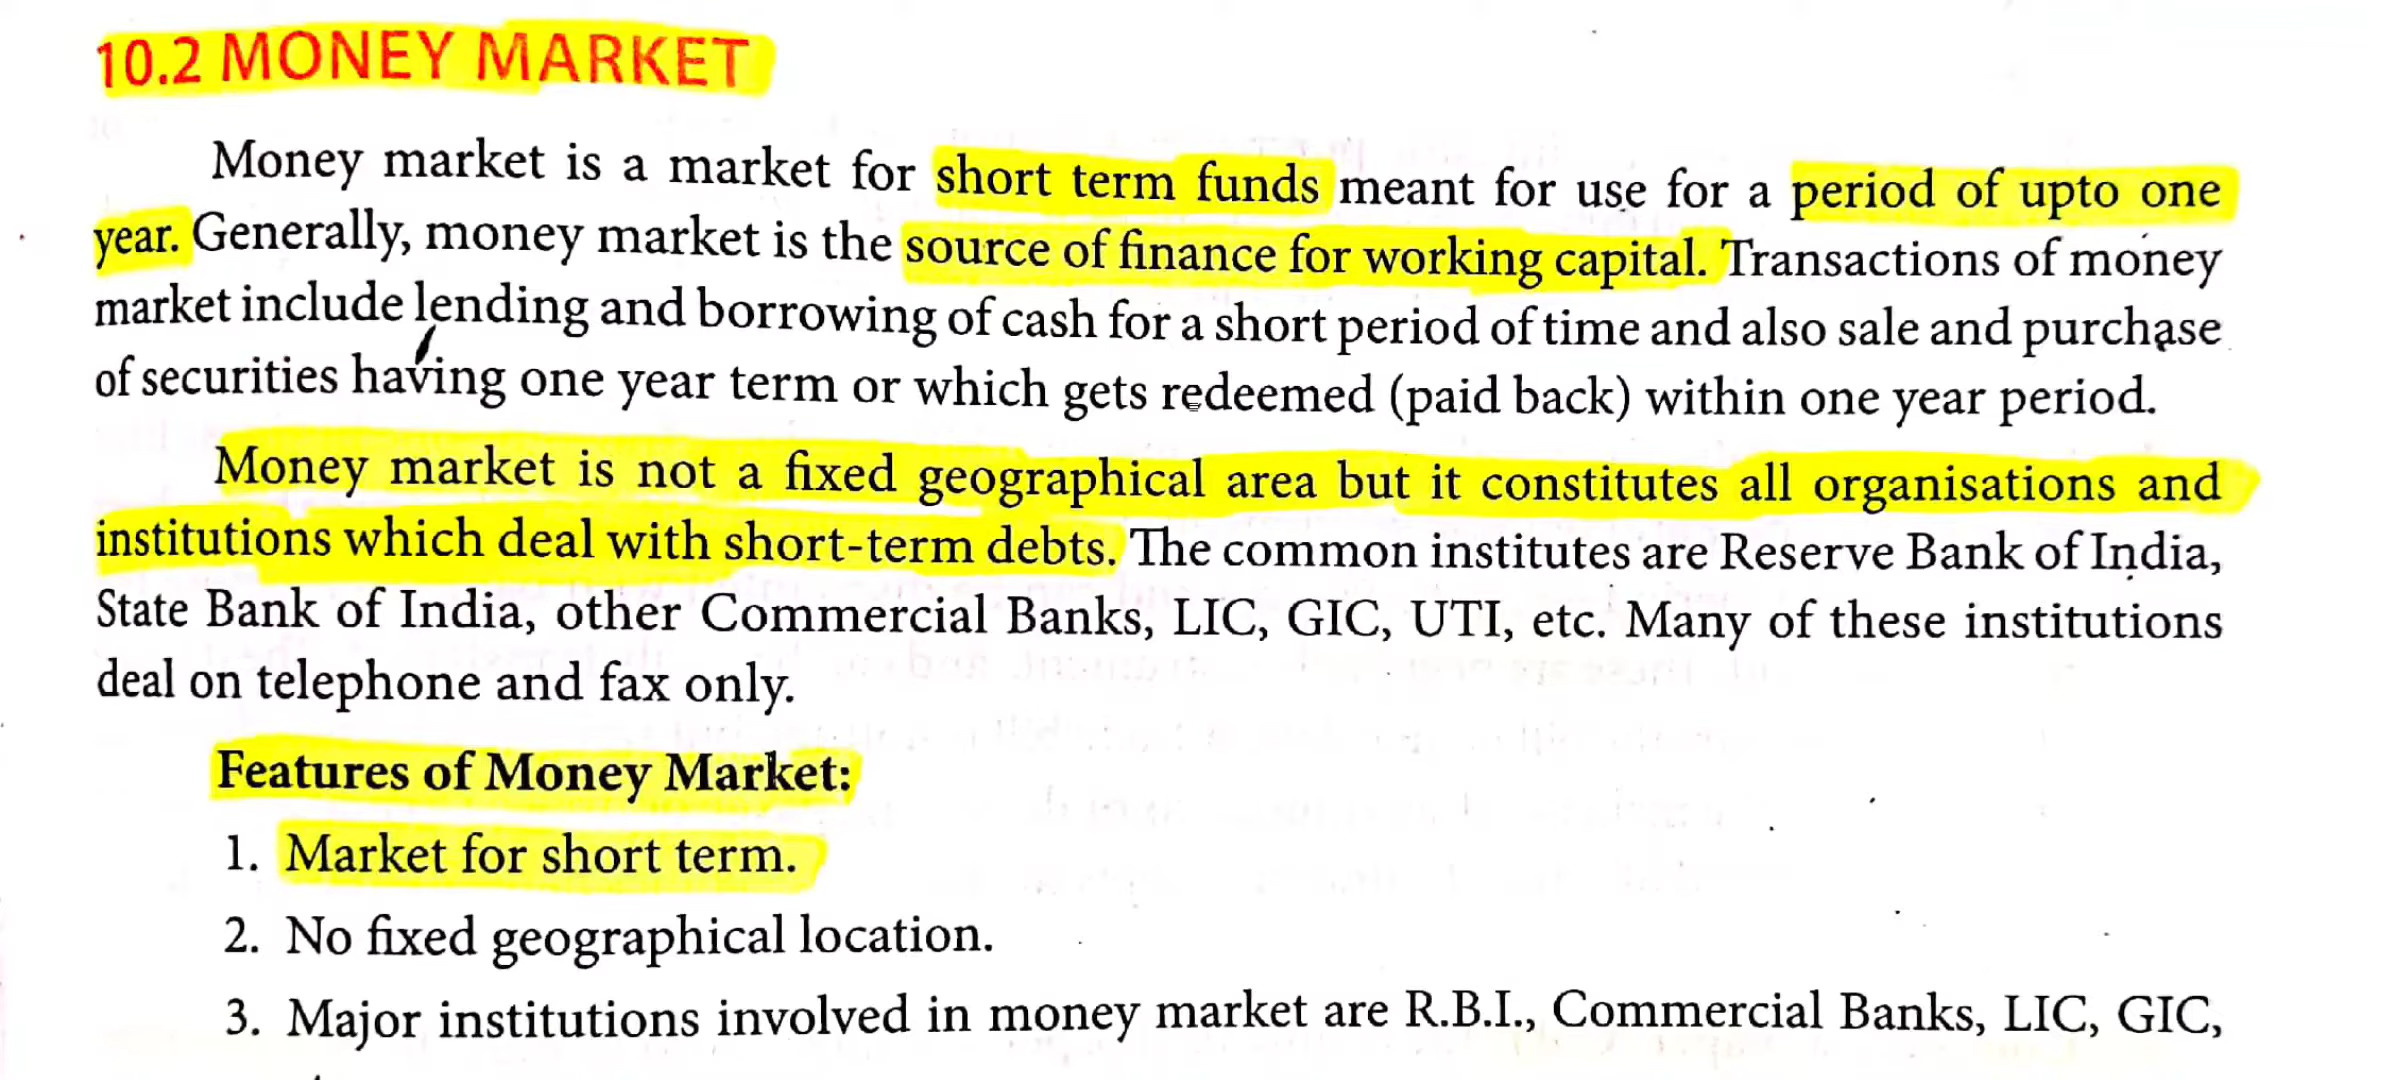 10.2 MONEY MARKET
Money market is a market for short term funds meant for use for a period of upto one
year. Generally, money market is the source of finance for working capital. Transactions of money
market include lending and borrowing of cash for a short period of time and also sale and purchase
of securities having one year term or which gets redeemed (paid back) within one year period.
Money market is not a fixed geographical area but it constitutes all organisations and
institutions which deal with short-term debts. The common institutes are Reserve Bank of India,
State Bank of India, other Commercial Banks, LIC, GIC, UTI, etc. Many of these institutions
deal on telephone and fax only.
Features of Money Market:
1. Market for short term.
2. No fixed geographical location.
3. Major institutions involved in money market are R.B.I., Commercial Banks, LIC, GIC,